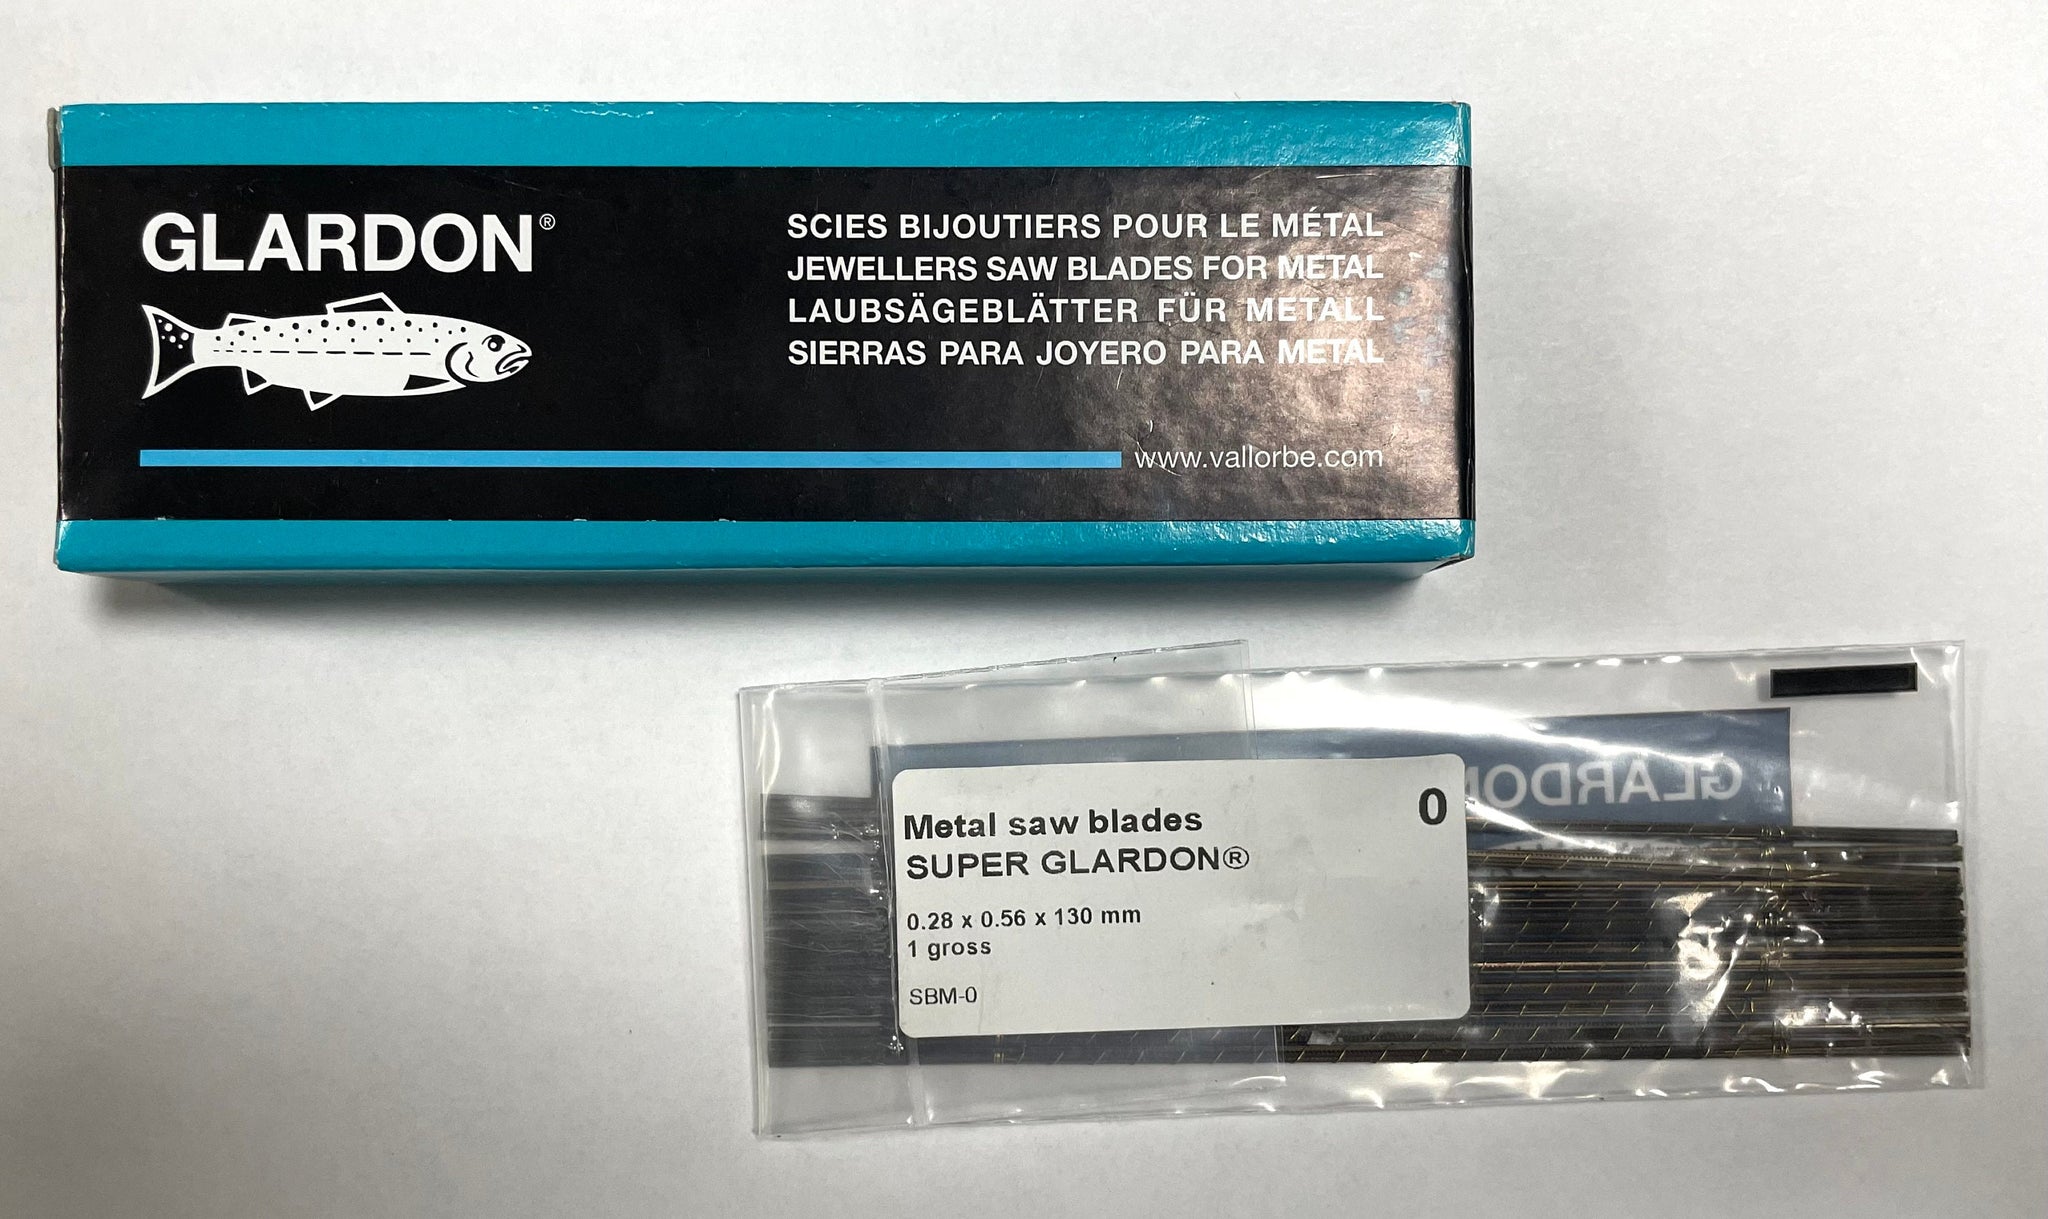 GLARDON®
SCIES BIJOUTIERS POUR LE MÉTAL
JEWELLERS SAW BLADES FOR METAL
LAUBSÄGEBLÄTTER FÜR METALL
SIERRAS PARA JOYERO PARA METAL
www.vallorbe.com
GLARDON
Metal saw blades
0
SUPER GLARDON®
0.28 x 0.56 x 130 mm
1 gross
SBM-0